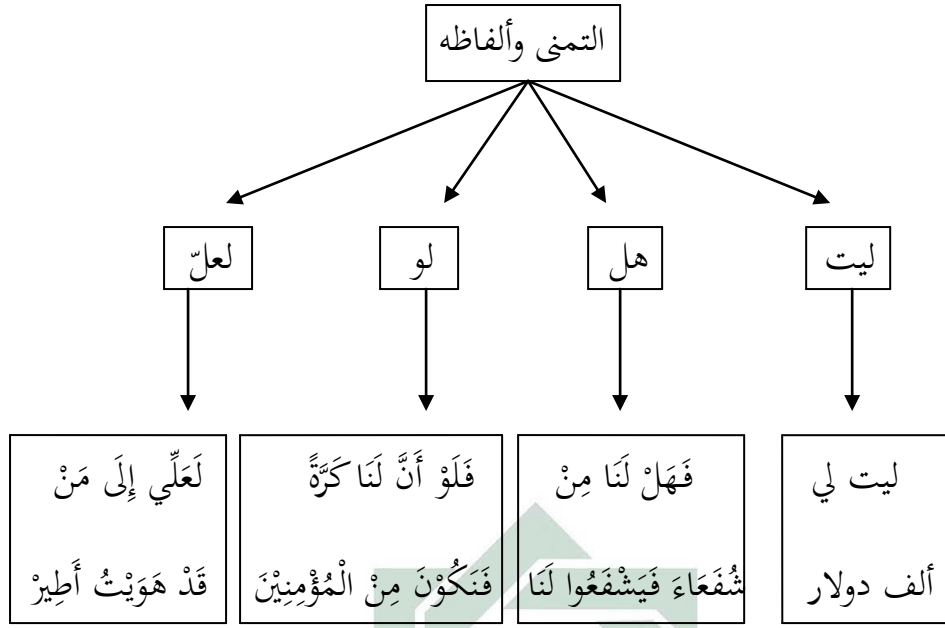 التمنى وألفاظه
ليت
هل
لو
لعلّ
ليت لي
ألف دولار
فَهَلْ لَنَا مِنْ
شُفَعَاءَ فَيَشْفَعُوا لَنَا
فَلَوْ أَنَّ لَنَا كَرَّةً
فَنَكُوْنَ مِنْ الْمُؤْمِنِيْنَ
لَعَلِّي إِلَى مَنْ
قَدْ هَوَيْتُ أَطِيرْ